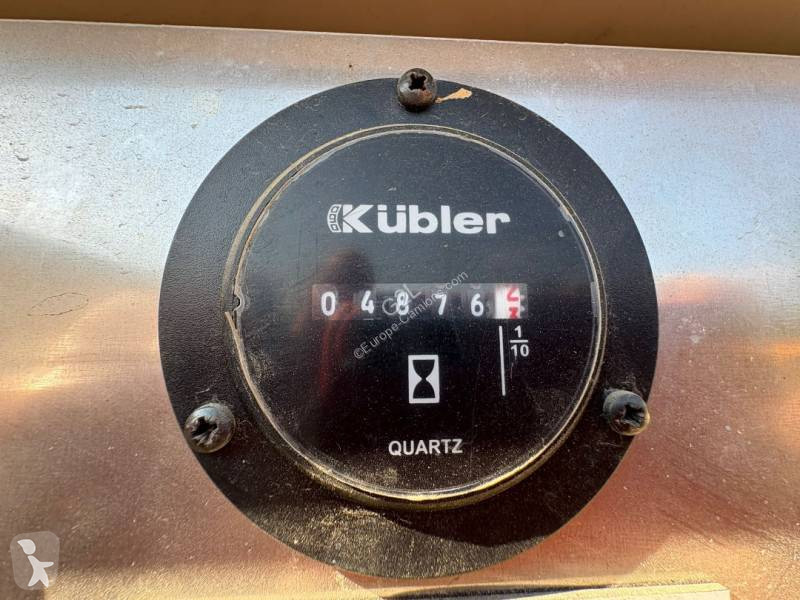 Kübler
0 4 8 7 6
©Europe-Camions.com
1/10
QUARTZ